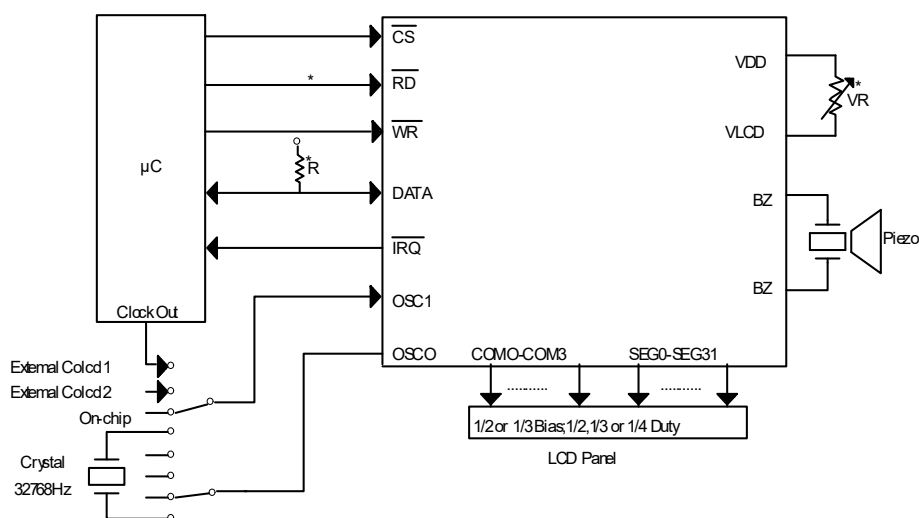 CS
RD
*
WR
*
R
µC
DATA
IRQ
OSC1
Clock Out
OSCO
COMO-COM3
SEG0-SEG31
VDD
*
VR
VLCD
BZ
Piezo
BZ
External Colcd 1
External Colcd 2
On-chip
Crystal
32768Hz
1/2 or 1/3 Bias;1/2,1/3 or 1/4 Duty
LCD Panel